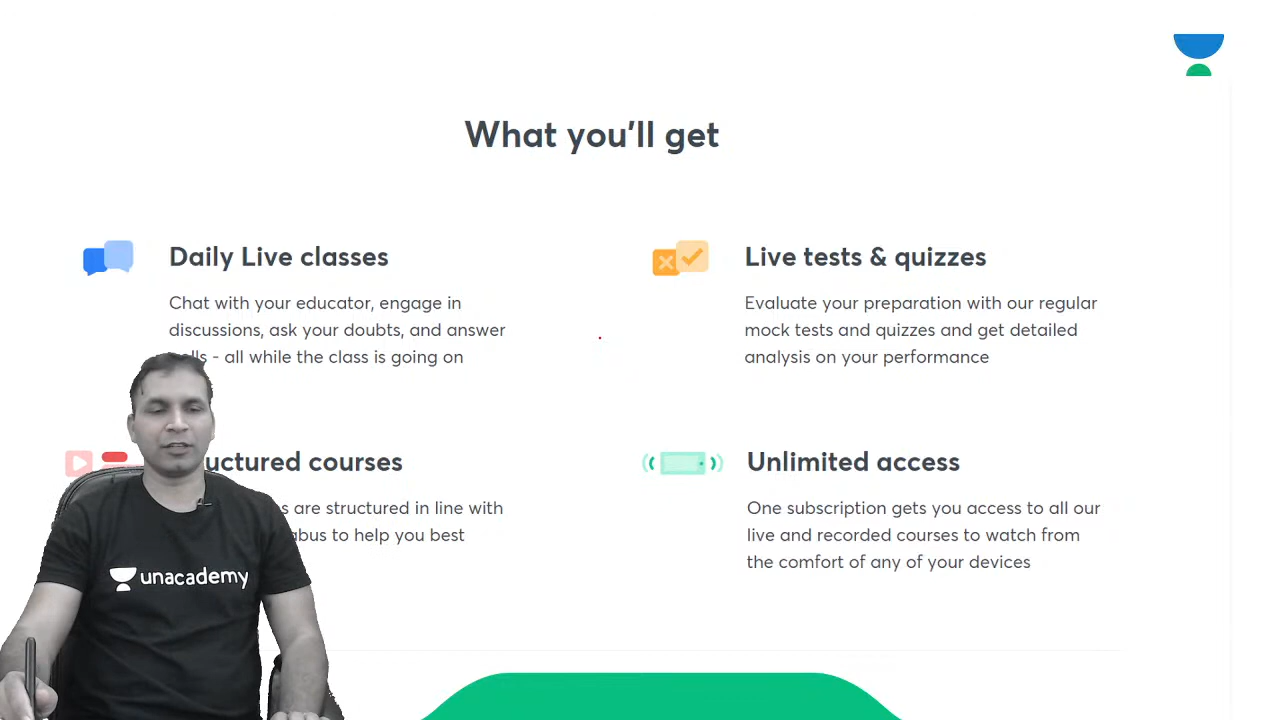 What you'll get
Daily Live classes
Chat with your educator, engage in
discussions, ask your doubts, and answer
- all while the class is going on
Live tests & quizzes
Evaluate your preparation with our regular
mock tests and quizzes and get detailed
analysis on your performance
courses
are structured in line with
to help you best
Unlimited access
One subscription gets you access to all our
live and recorded courses to watch from
the comfort of any of your devices
unacademy